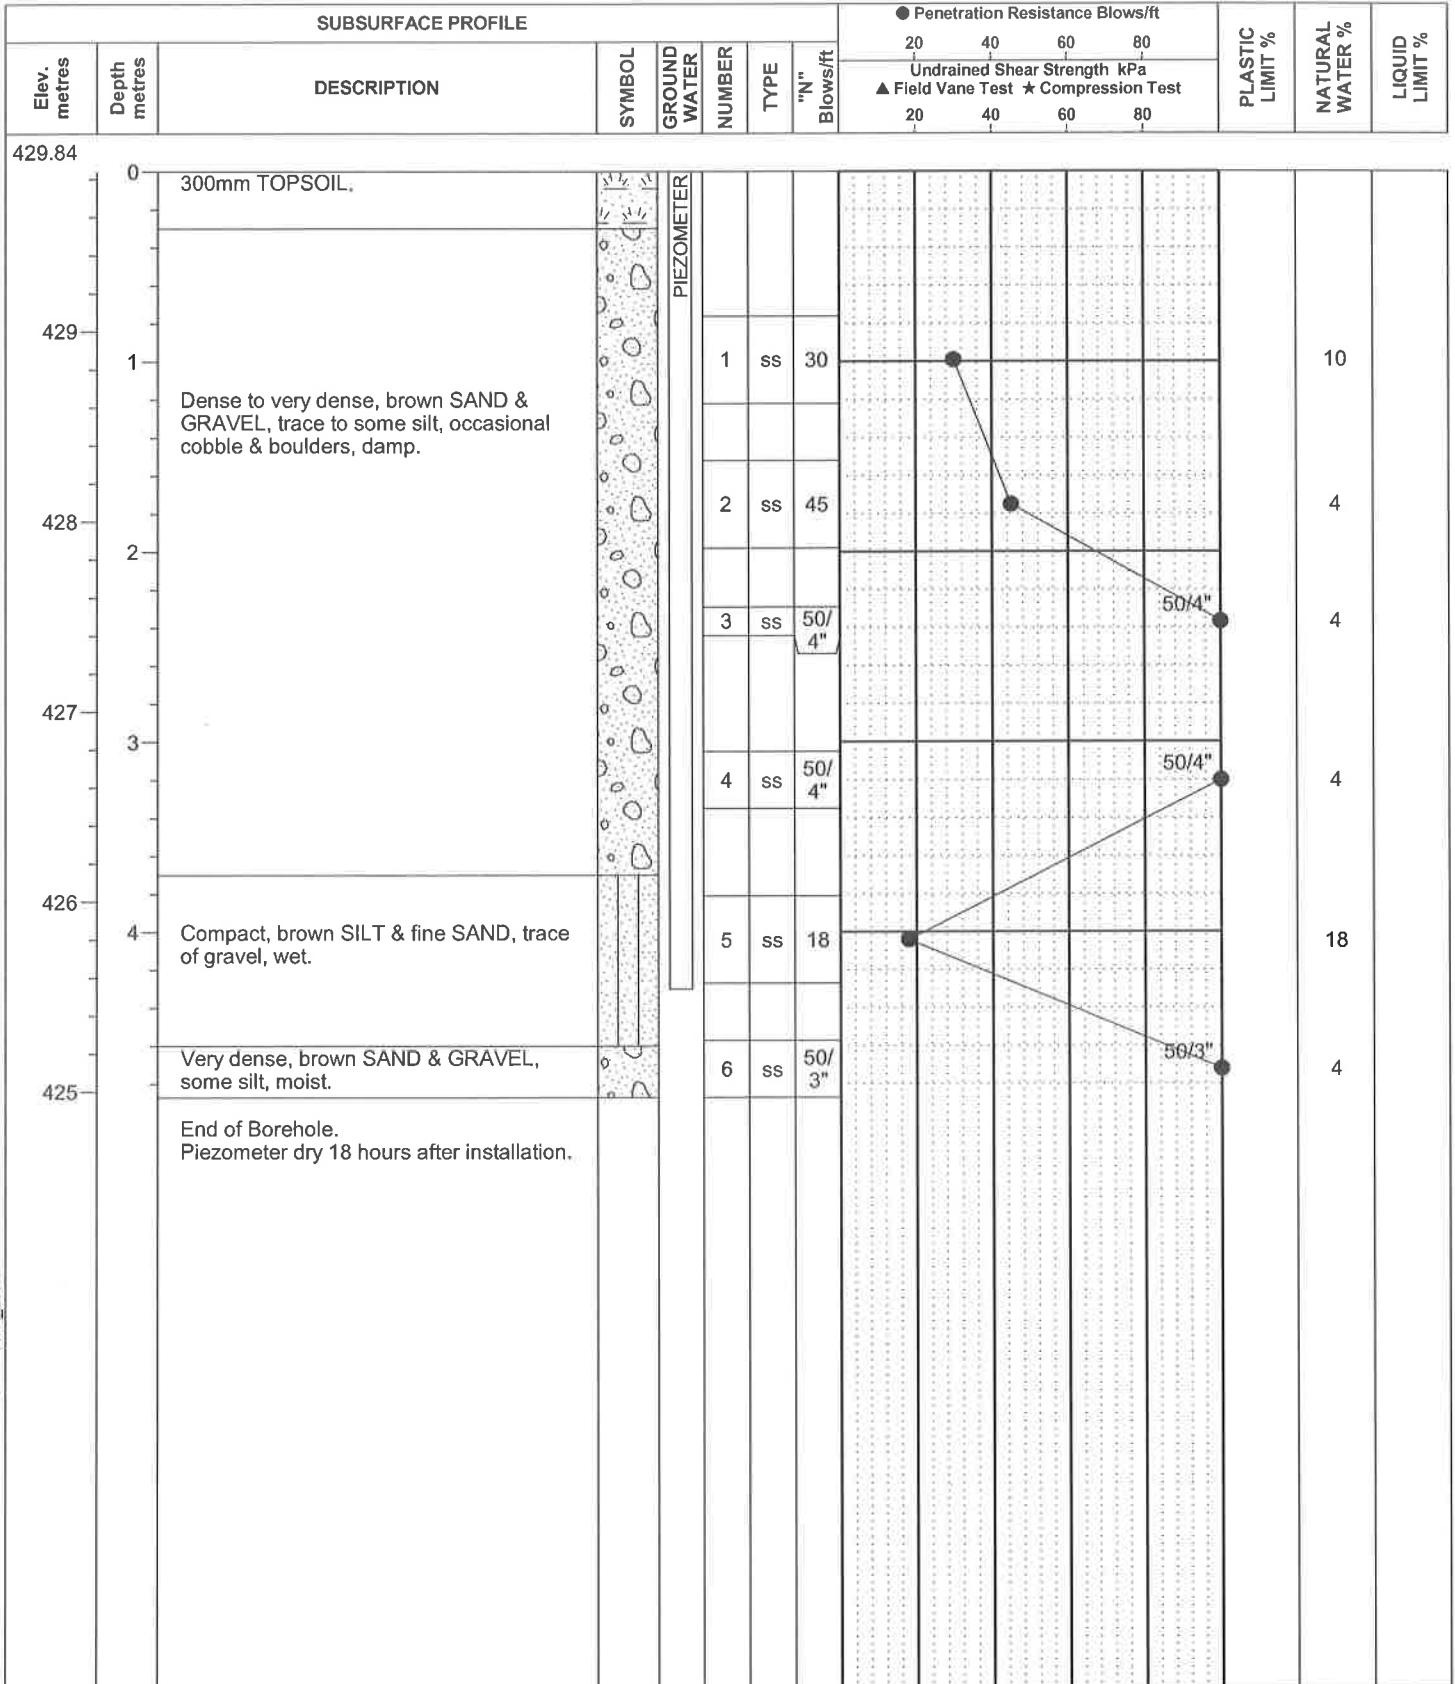 SUBSURFACE PROFILE
● Penetration Resistance Blows/ft
20 40 60 80
Undrained Shear Strength kPa
▲ Field Vane Test ★ Compression Test
20 40 60 80
Elev. metres
Depth metres
DESCRIPTION
SYMBOL
GROUND WATER
NUMBER
TYPE
"N" Blows/ft
PLASTIC LIMIT %
NATURAL WATER %
LIQUID LIMIT %
429.84
0
300mm TOPSOIL.
PIEZOMETER
429
1
1 ss 30
10
Dense to very dense, brown SAND &
GRAVEL, trace to some silt, occasional
cobble & boulders, damp.
428
2 ss 45
4
2
3 ss 50/
4"
50/4"
4
427
3
4 ss 50/
4"
50/4"
4
426
4
Compact, brown SILT & fine SAND, trace
of gravel, wet.
5 ss 18
18
Very dense, brown SAND & GRAVEL,
some silt, moist.
6 ss 50/
3"
50/3"
4
425
End of Borehole.
Piezometer dry 18 hours after installation.